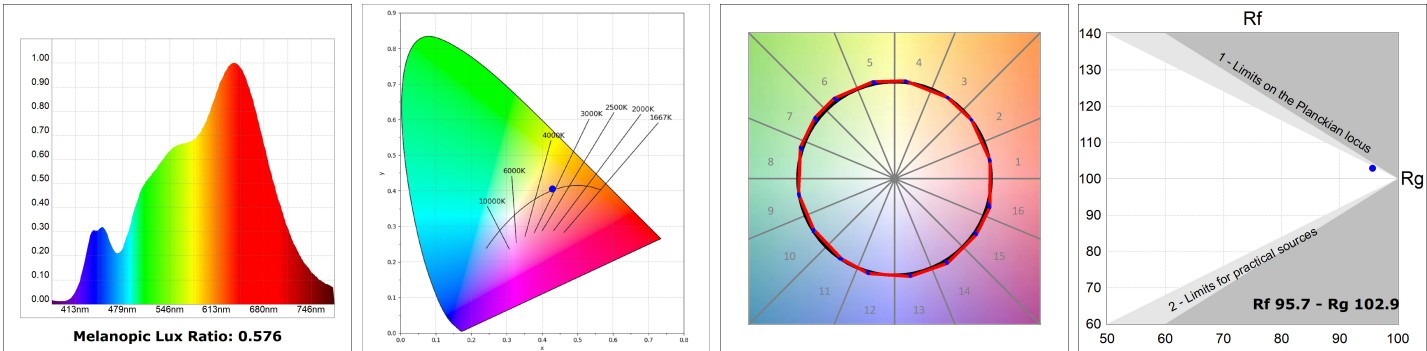 1.00
0.90
0.80
0.70
0.60
0.50
0.40
0.30
0.20
0.10
0.00
413nm 479nm 546nm 613nm 680nm 746nm
Melanopic Lux Ratio: 0.576
0.9
0.8
0.7
0.6
0.5
y
0.4
0.3
0.2
0.1
0.0
0.0 0.1 0.2 0.3 0.4 0.5 0.6 0.7 0.8
x
10000K
6000K
4000K
3000K
2500K
2000K
1667K
1
2
3
4
5
6
7
8
9
10
11
12
13
14
15
16
Rf
140
130
120
110
100
90
80
70
60
Rg
1 - Limits on the Planckian locus
2 - Limits for practical sources
Rf 95.7 - Rg 102.9
50 60 70 80 90 100